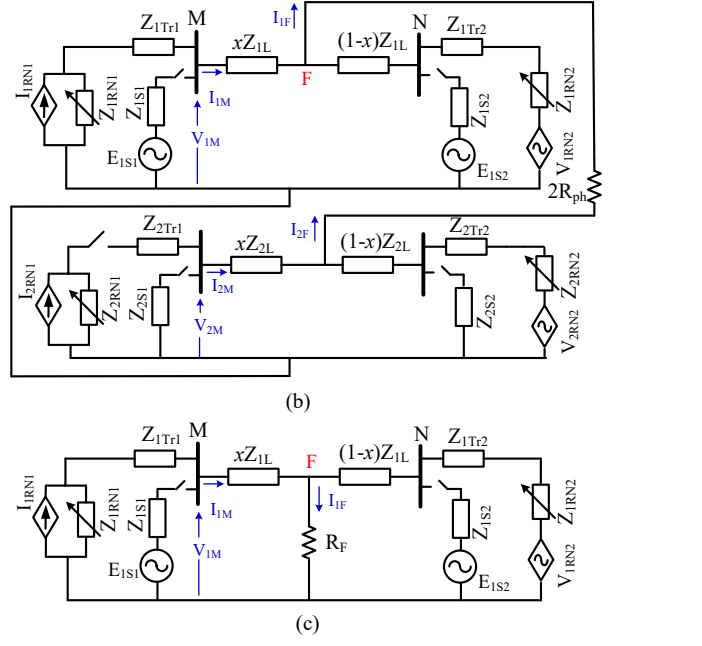 I1F
Z1Tr1 M xZ1L F (1-x)Z1L N Z1Tr2
I1RN1 Z1RN1 Z1S1 I1M Z1S2 Z1RN2
V1M
E1S1 E1S2 V1RN2
2Rph
Z2Tr1 xZ2L I2F (1-x)Z2L Z2Tr2
I2RN1 Z2RN1 Z2S1 I2M Z2S2 Z2RN2
V2M V2RN2
(b)
Z1Tr1 M xZ1L F (1-x)Z1L N Z1Tr2
I1RN1 Z1RN1 Z1S1 I1M I1F Z1S2 Z1RN2
V1M RF
E1S1 E1S2 V1RN2
(c)